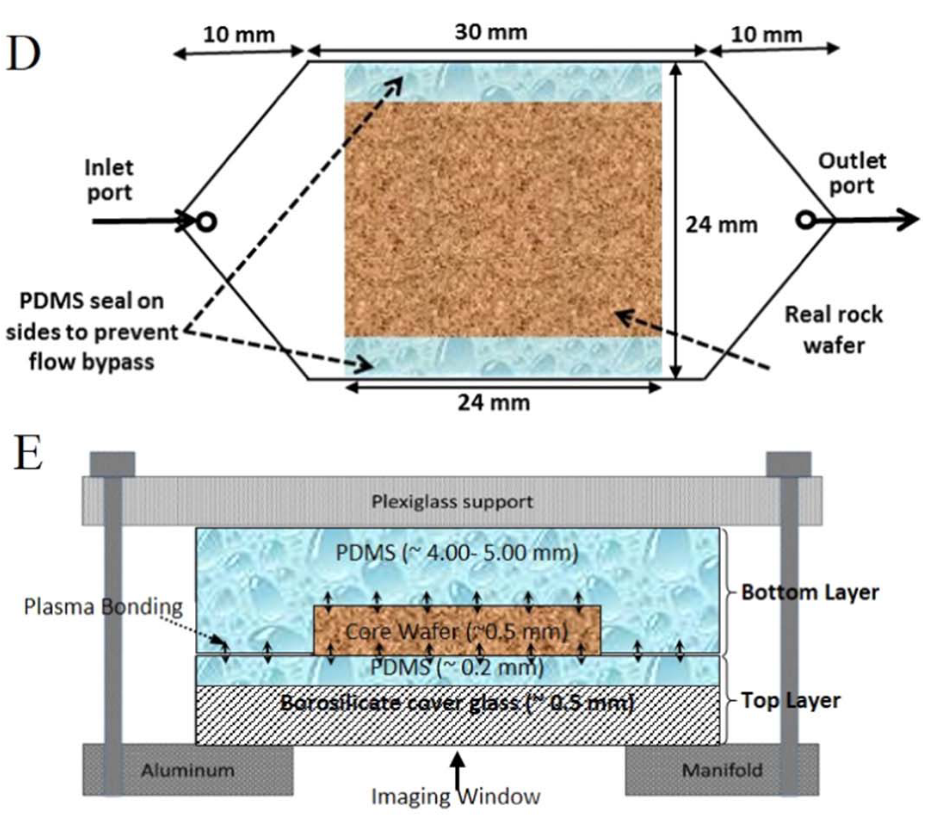 D
10 mm
30 mm
10 mm
Inlet
port
Outlet
port
24 mm
PDMS seal on
sides to prevent
flow bypass
Real rock
wafer
24 mm
E
Plexiglass support
PDMS (~ 4.00- 5.00 mm)
Bottom Layer
Plasma Bonding
Core Wafer (~0.5 mm)
PDMS (~ 0.2 mm)
Borosilicate cover glass (~ 0.5 mm)
Top Layer
Aluminum
Manifold
Imaging Window